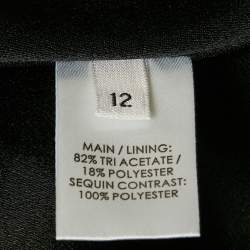 12
MAIN / LINING:
82% TRI ACETATE /
18% POLYESTER
SEQUIN CONTRAST:
100% POLYESTER